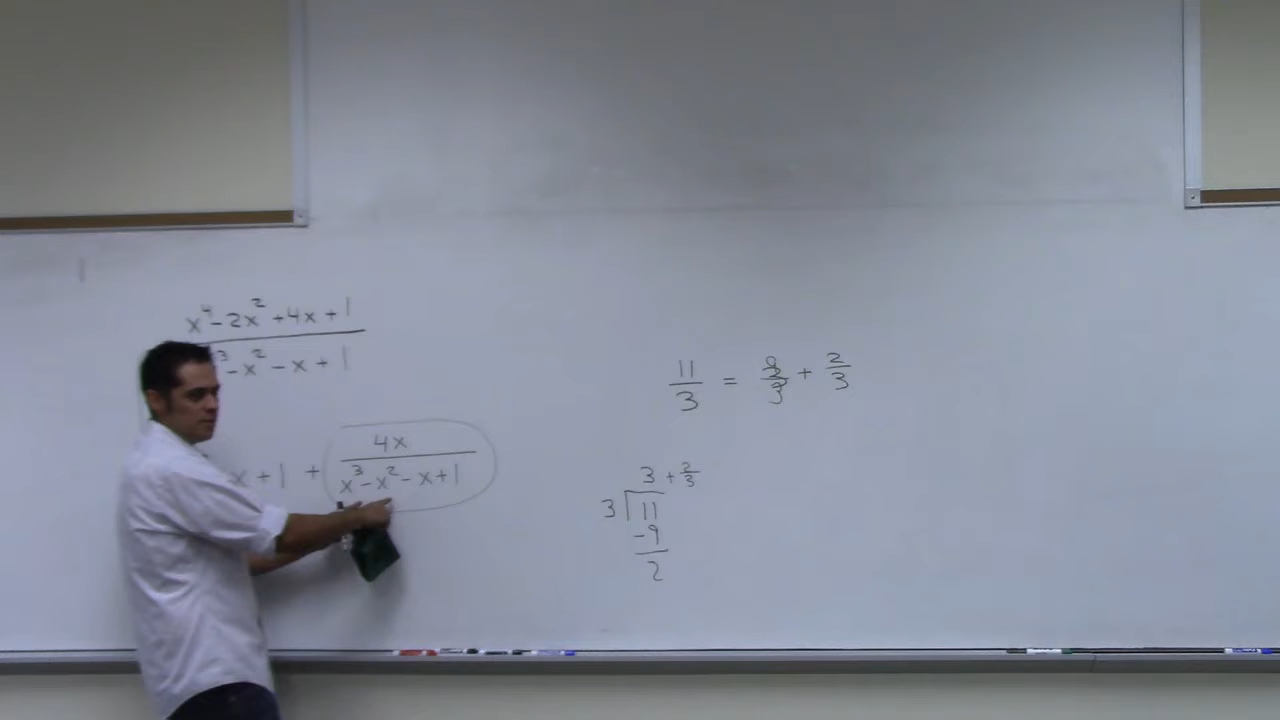 x⁴ - 2x² + 4x + 1
³ - x² - x + 1
x + 1 +
4x
x³ - x² - x + 1
11
3
=
3
+
2
3
3 + 2/3
3 11
-9
2